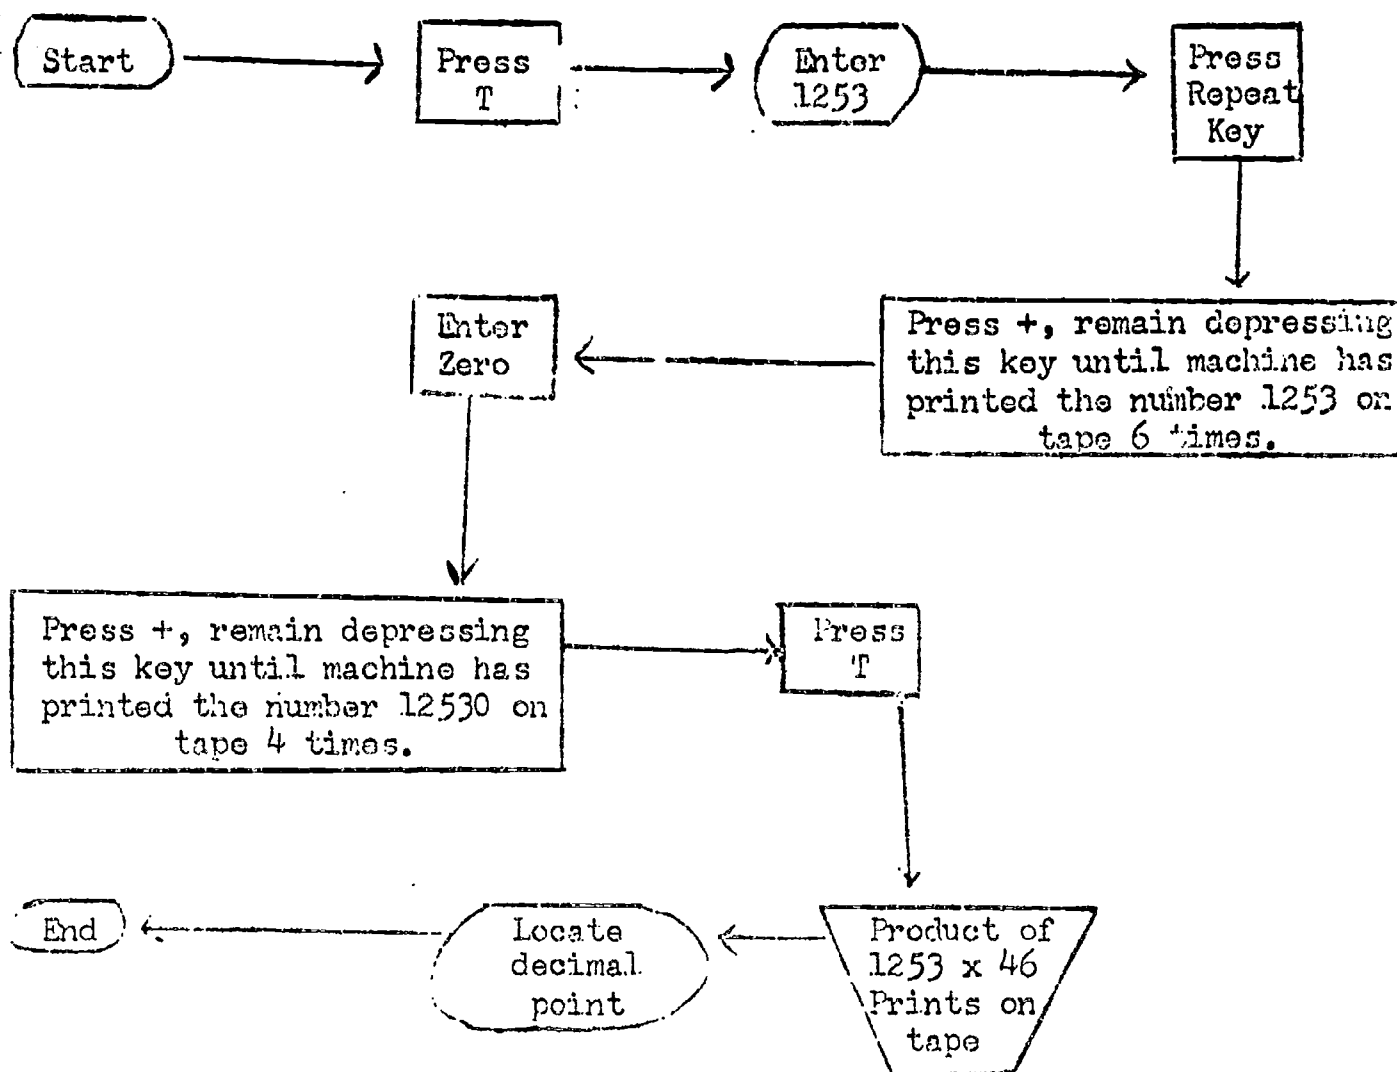 Start
Press
T
Enter
1253
Press
Repeat
Key
Press +, remain depressing
this key until machine has
printed the number 1253 on
tape 6 times.
Enter
Zero
Press +, remain depressing
this key until machine has
printed the number 12530 on
tape 4 times.
Press
T
Product of
1253 x 46
Prints on
tape
Locate
decimal
point
End